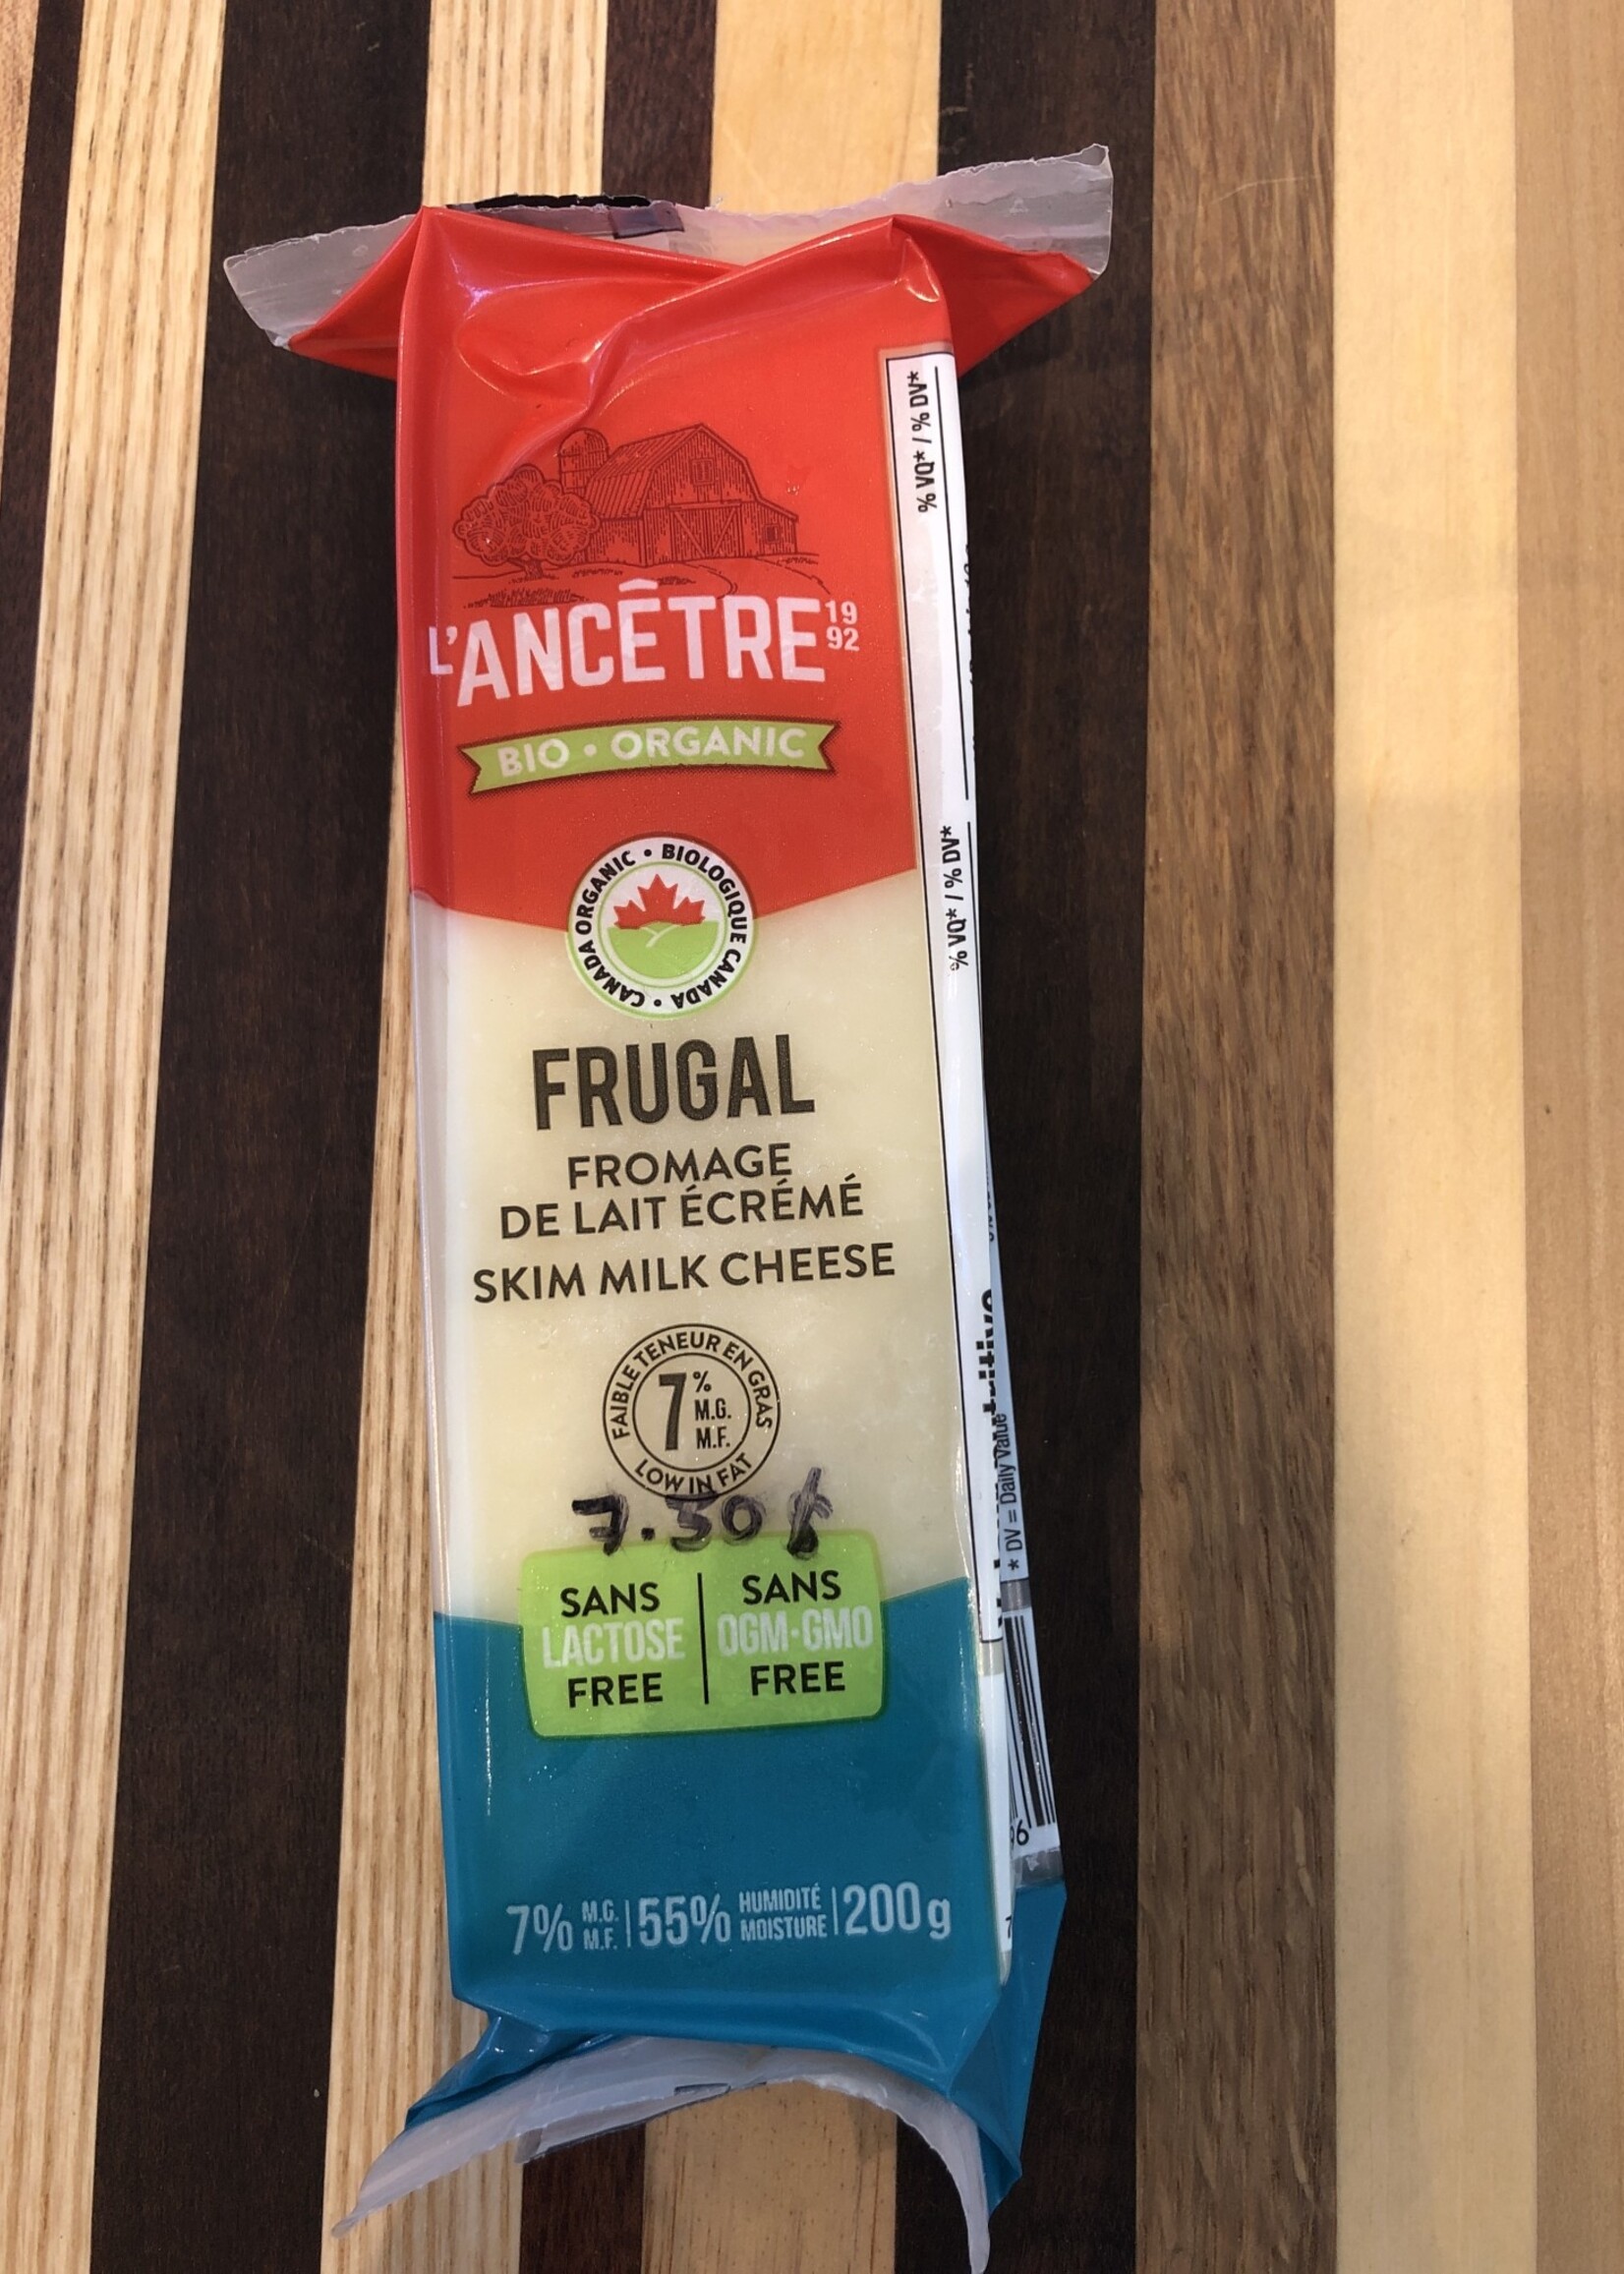 L'ANCÊTRE 19 92
BIO • ORGANIC
CANADA ORGANIC • BIOLOGIQUE CANADA •
FRUGAL
FROMAGE
DE LAIT ÉCRÉMÉ
SKIM MILK CHEESE
FAIBLE TENEUR EN GRAS
7% M.G. M.F.
LOW IN FAT
7.50$
SANS LACTOSE FREE
SANS OGM-GMO FREE
7% M.G. M.F. | 55% HUMIDITÉ MOISTURE | 200 g
% VQ* / % DV*
% VQ* / % DV*
* DV = Daily Value